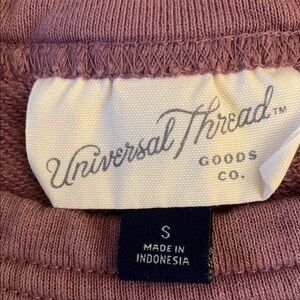 Universal Thread™
GOODS
CO.
S
MADE IN
INDONESIA